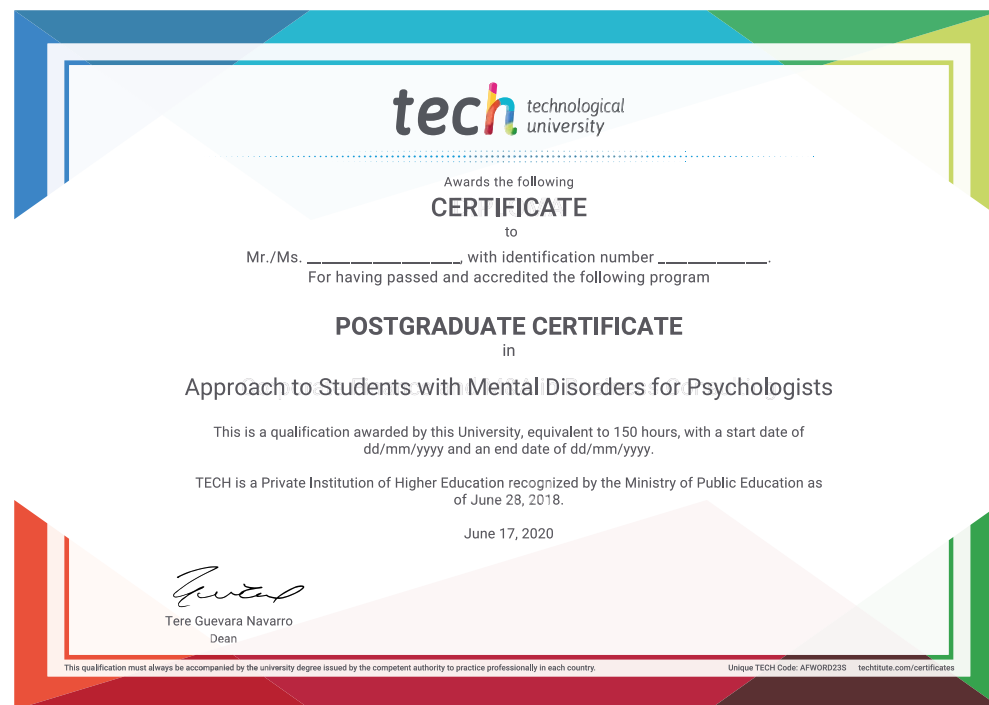 tech technological
university
Awards the following
CERTIFICATE
to
Mr./Ms. ____________________, with identification number ______________.
For having passed and accredited the following program
POSTGRADUATE CERTIFICATE
in
Approach to Students with Mental Disorders for Psychologists
This is a qualification awarded by this University, equivalent to 150 hours, with a start date of
dd/mm/yyyy and an end date of dd/mm/yyyy.
TECH is a Private Institution of Higher Education recognized by the Ministry of Public Education as
of June 28, 2018.
June 17, 2020
Tere Guevara Navarro
Dean
This qualification must always be accompanied by the university degree issued by the competent authority to practice professionally in each country.
Unique TECH Code: AFWORD23S techtitute.com/certificates